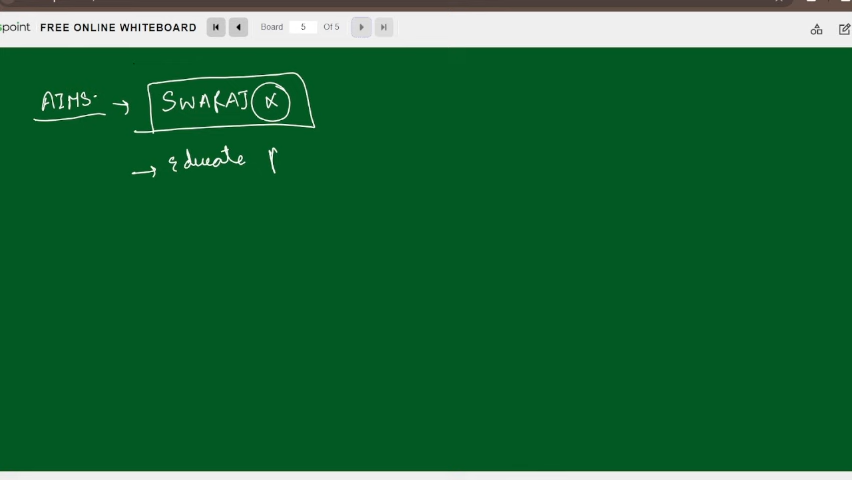 spoint FREE ONLINE WHITEBOARD Board 5 Of 5
AIMS. → SWARAJ x
→ Educate P